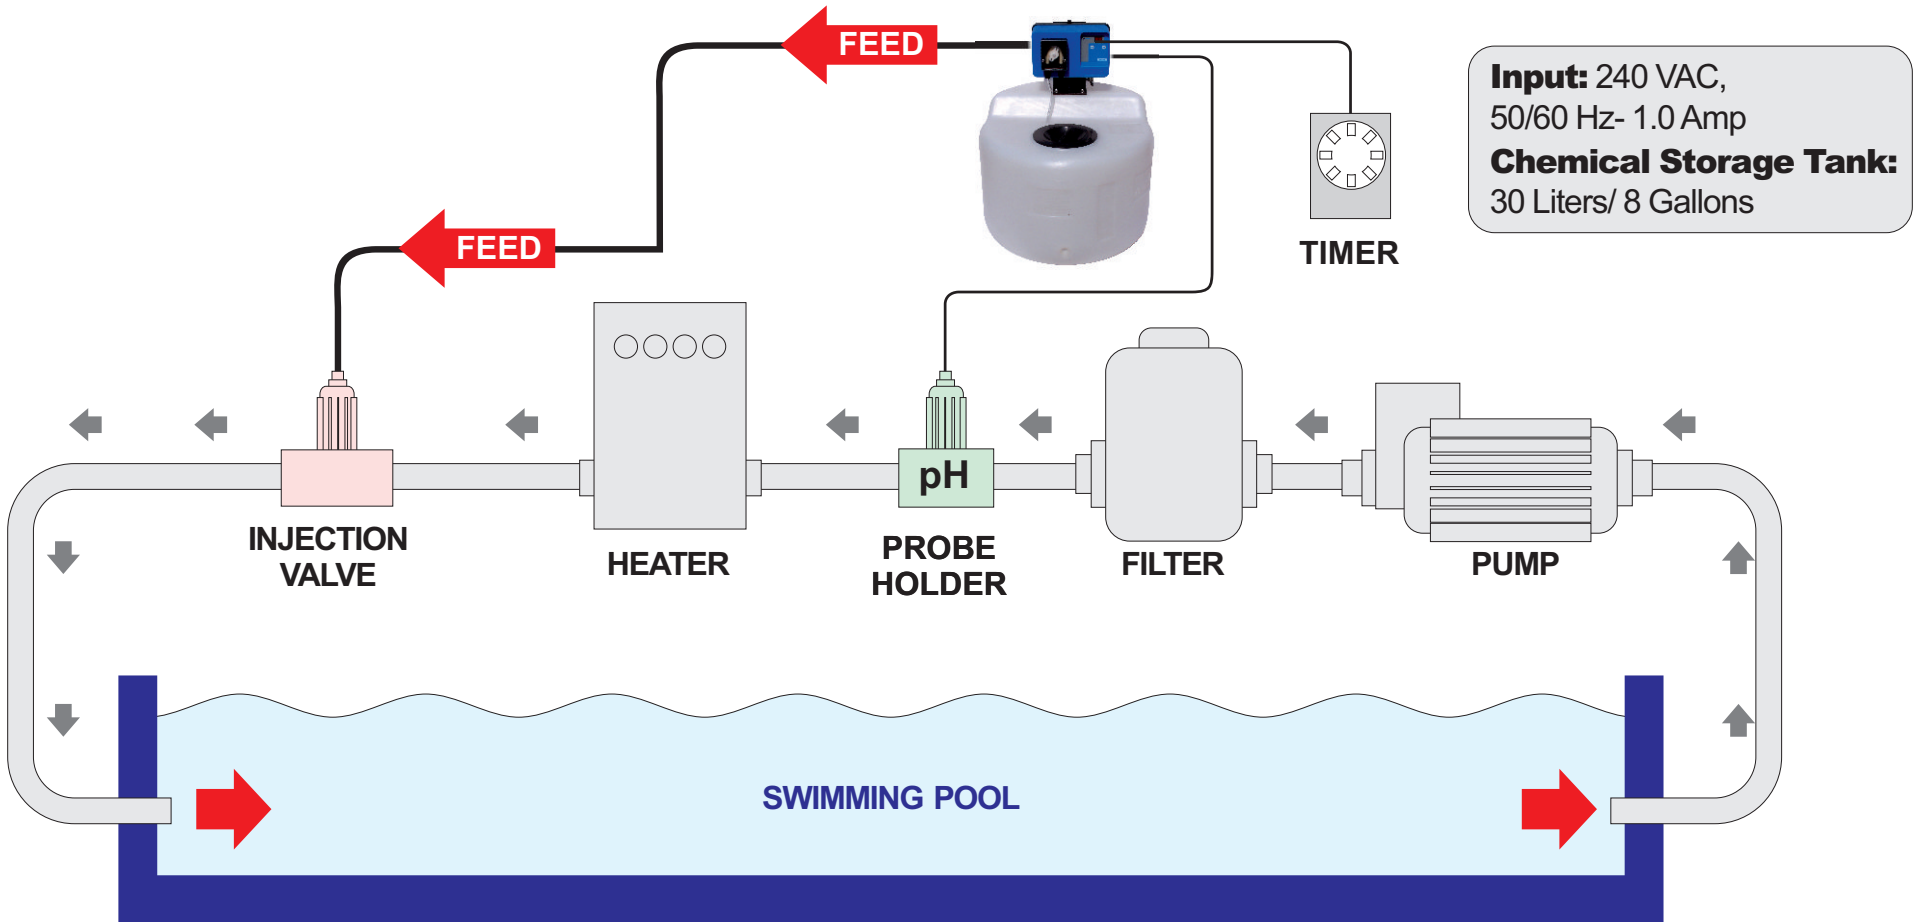 FEED
Input: 240 VAC,
50/60 Hz- 1.0 Amp
Chemical Storage Tank:
30 Liters/ 8 Gallons
FEED
TIMER
pH
INJECTION
VALVE
HEATER
PROBE
HOLDER
FILTER
PUMP
SWIMMING POOL